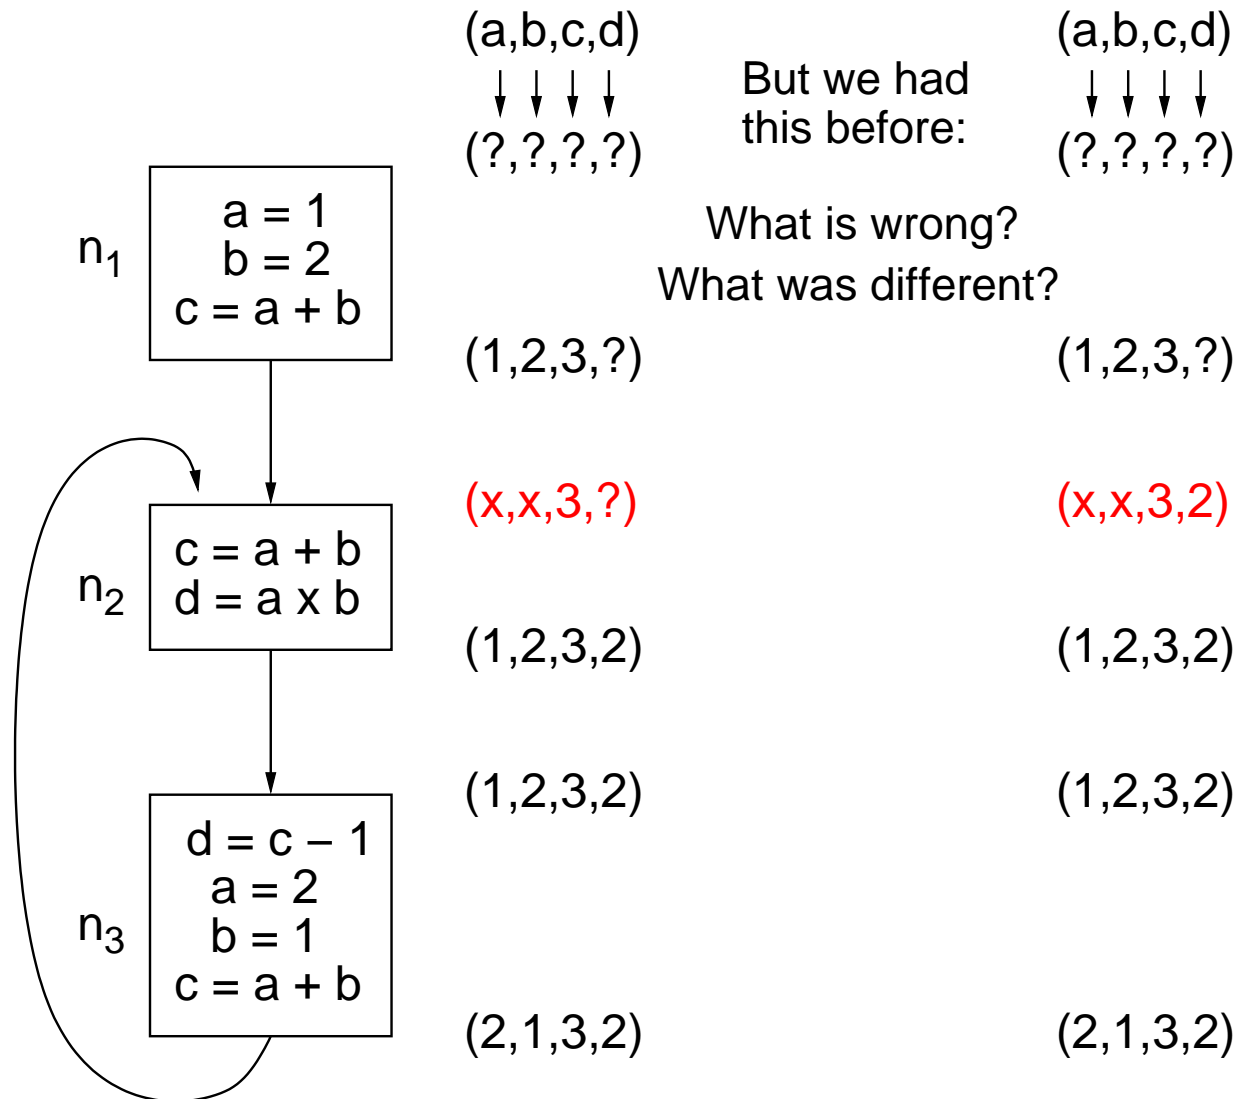 (a,b,c,d)
(?,?,?,?)
But we had
this before:
(a,b,c,d)
(?,?,?,?)
What is wrong?
What was different?
n1
a = 1
b = 2
c = a + b
(1,2,3,?)
(1,2,3,?)
(x,x,3,?)
(x,x,3,2)
n2
c = a + b
d = a x b
(1,2,3,2)
(1,2,3,2)
(1,2,3,2)
(1,2,3,2)
n3
d = c – 1
a = 2
b = 1
c = a + b
(2,1,3,2)
(2,1,3,2)